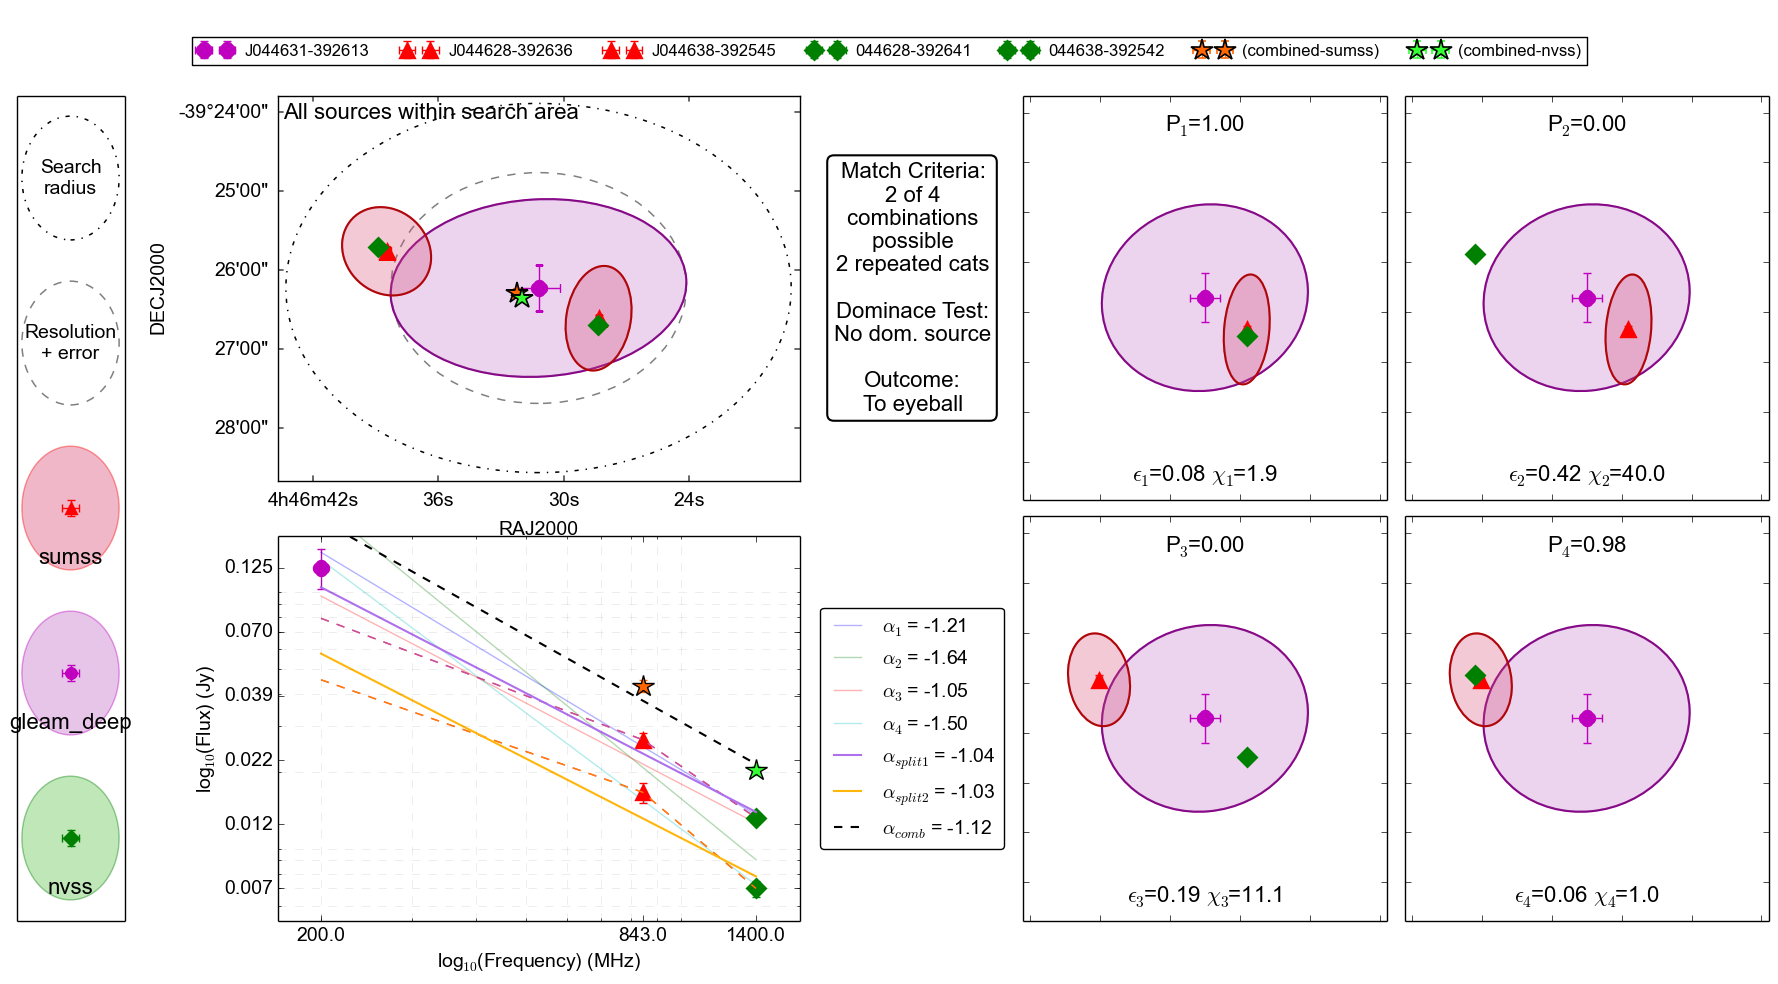 J044631-392613 J044628-392636 J044638-392545 044628-392641 044638-392542 (combined-sumss) (combined-nvss)
Search
radius
Resolution
+ error
sumss
gleam_deep
nvss
All sources within search area
-39°24'00"
25'00"
26'00"
27'00"
28'00"
DECJ2000
4h46m42s 36s 30s 24s
RAJ2000
Match Criteria:
2 of 4
combinations
possible
2 repeated cats
Dominace Test:
No dom. source
Outcome:
To eyeball
P1=1.00
ϵ1=0.08 χ1=1.9
P2=0.00
ϵ2=0.42 χ2=40.0
0.125
0.070
0.039
0.022
0.012
0.007
log10(Flux) (Jy)
200.0 843.0 1400.0
log10(Frequency) (MHz)
α1 = -1.21
α2 = -1.64
α3 = -1.05
α4 = -1.50
αsplit1 = -1.04
αsplit2 = -1.03
αcomb = -1.12
P3=0.00
ϵ3=0.19 χ3=11.1
P4=0.98
ϵ4=0.06 χ4=1.0